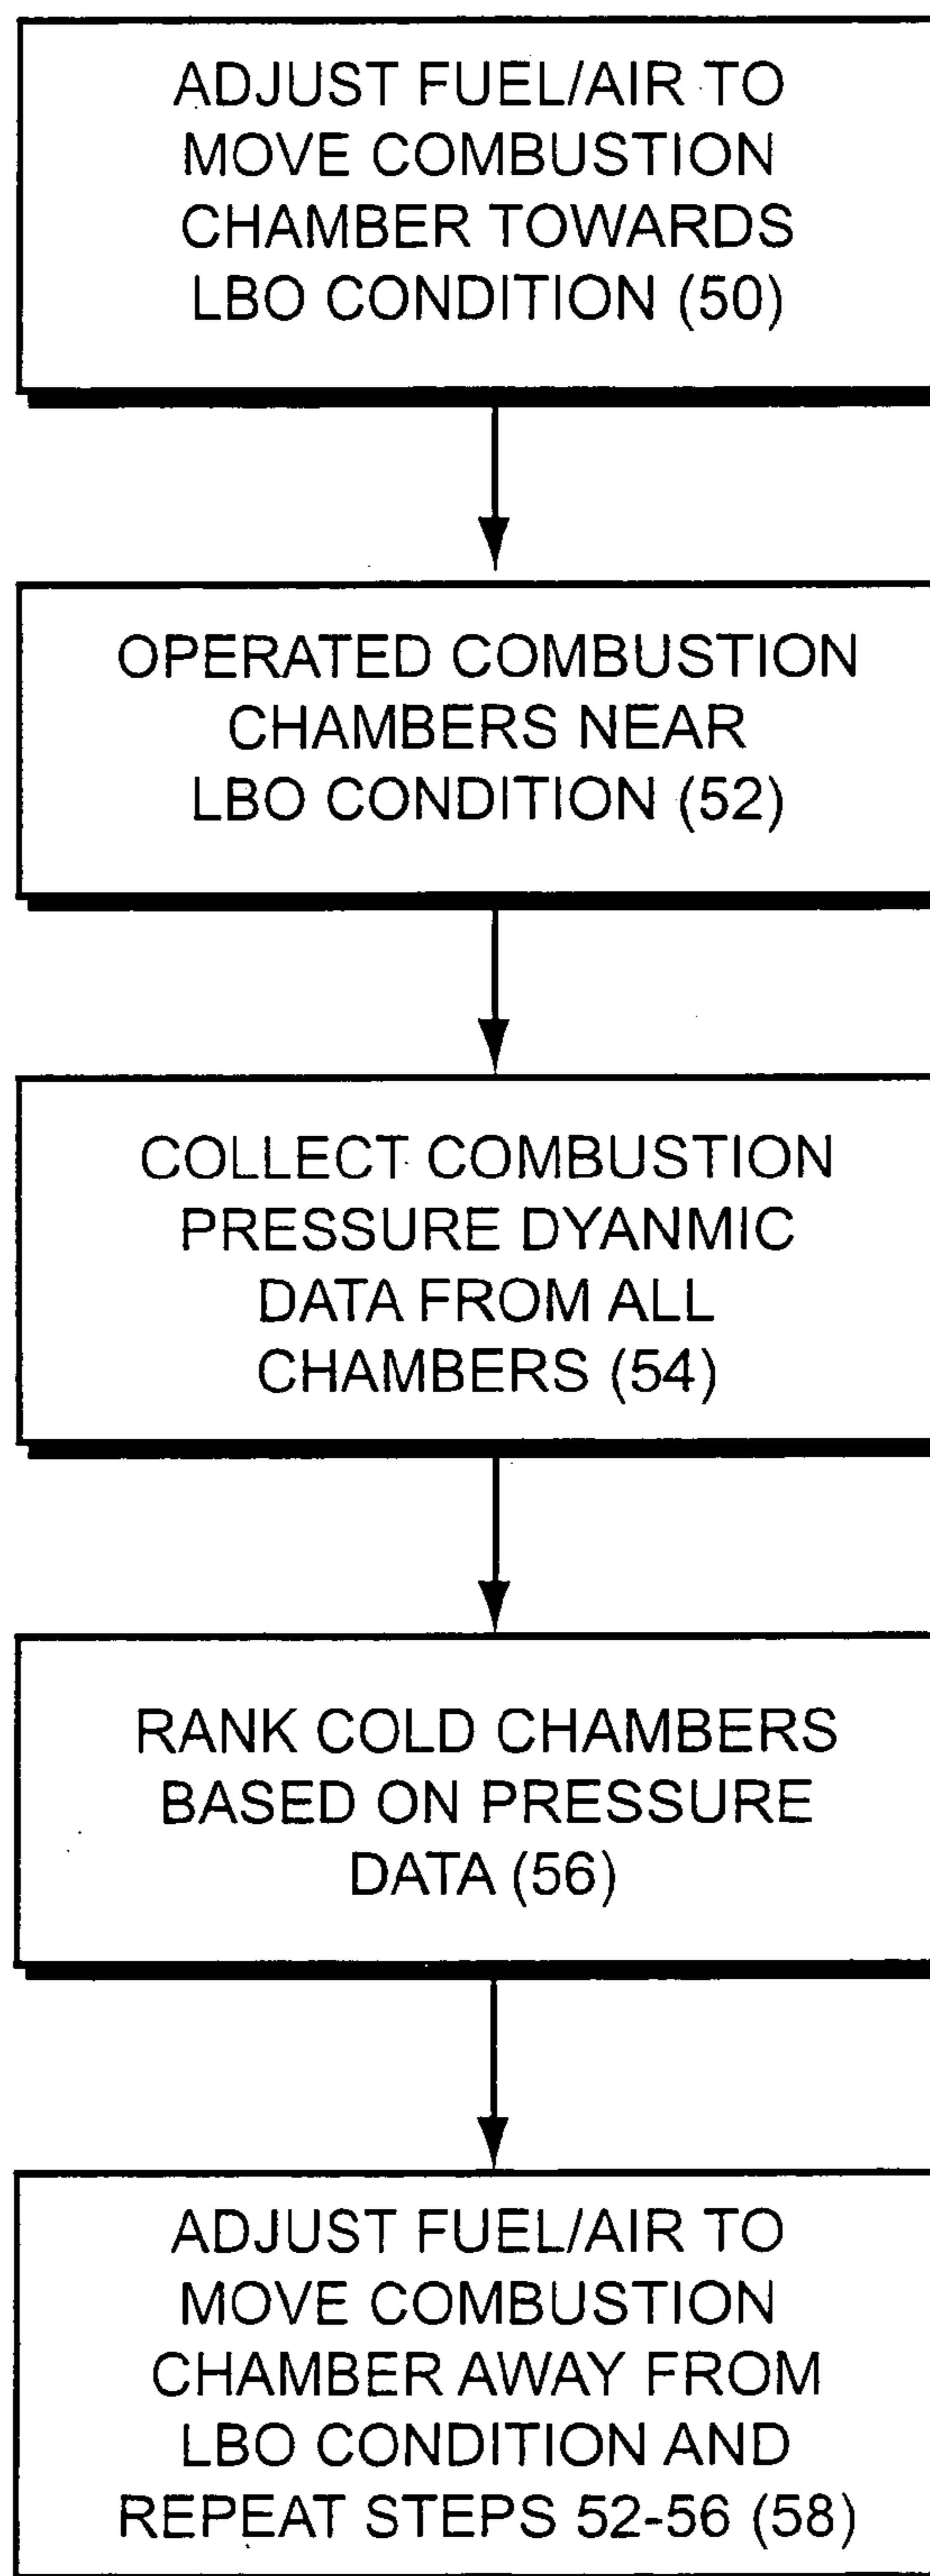 ADJUST FUEL/AIR TO
MOVE COMBUSTION
CHAMBER TOWARDS
LBO CONDITION (50)
OPERATED COMBUSTION
CHAMBERS NEAR
LBO CONDITION (52)
COLLECT COMBUSTION
PRESSURE DYANMIC
DATA FROM ALL
CHAMBERS (54)
RANK COLD CHAMBERS
BASED ON PRESSURE
DATA (56)
ADJUST FUEL/AIR TO
MOVE COMBUSTION
CHAMBER AWAY FROM
LBO CONDITION AND
REPEAT STEPS 52-56 (58)